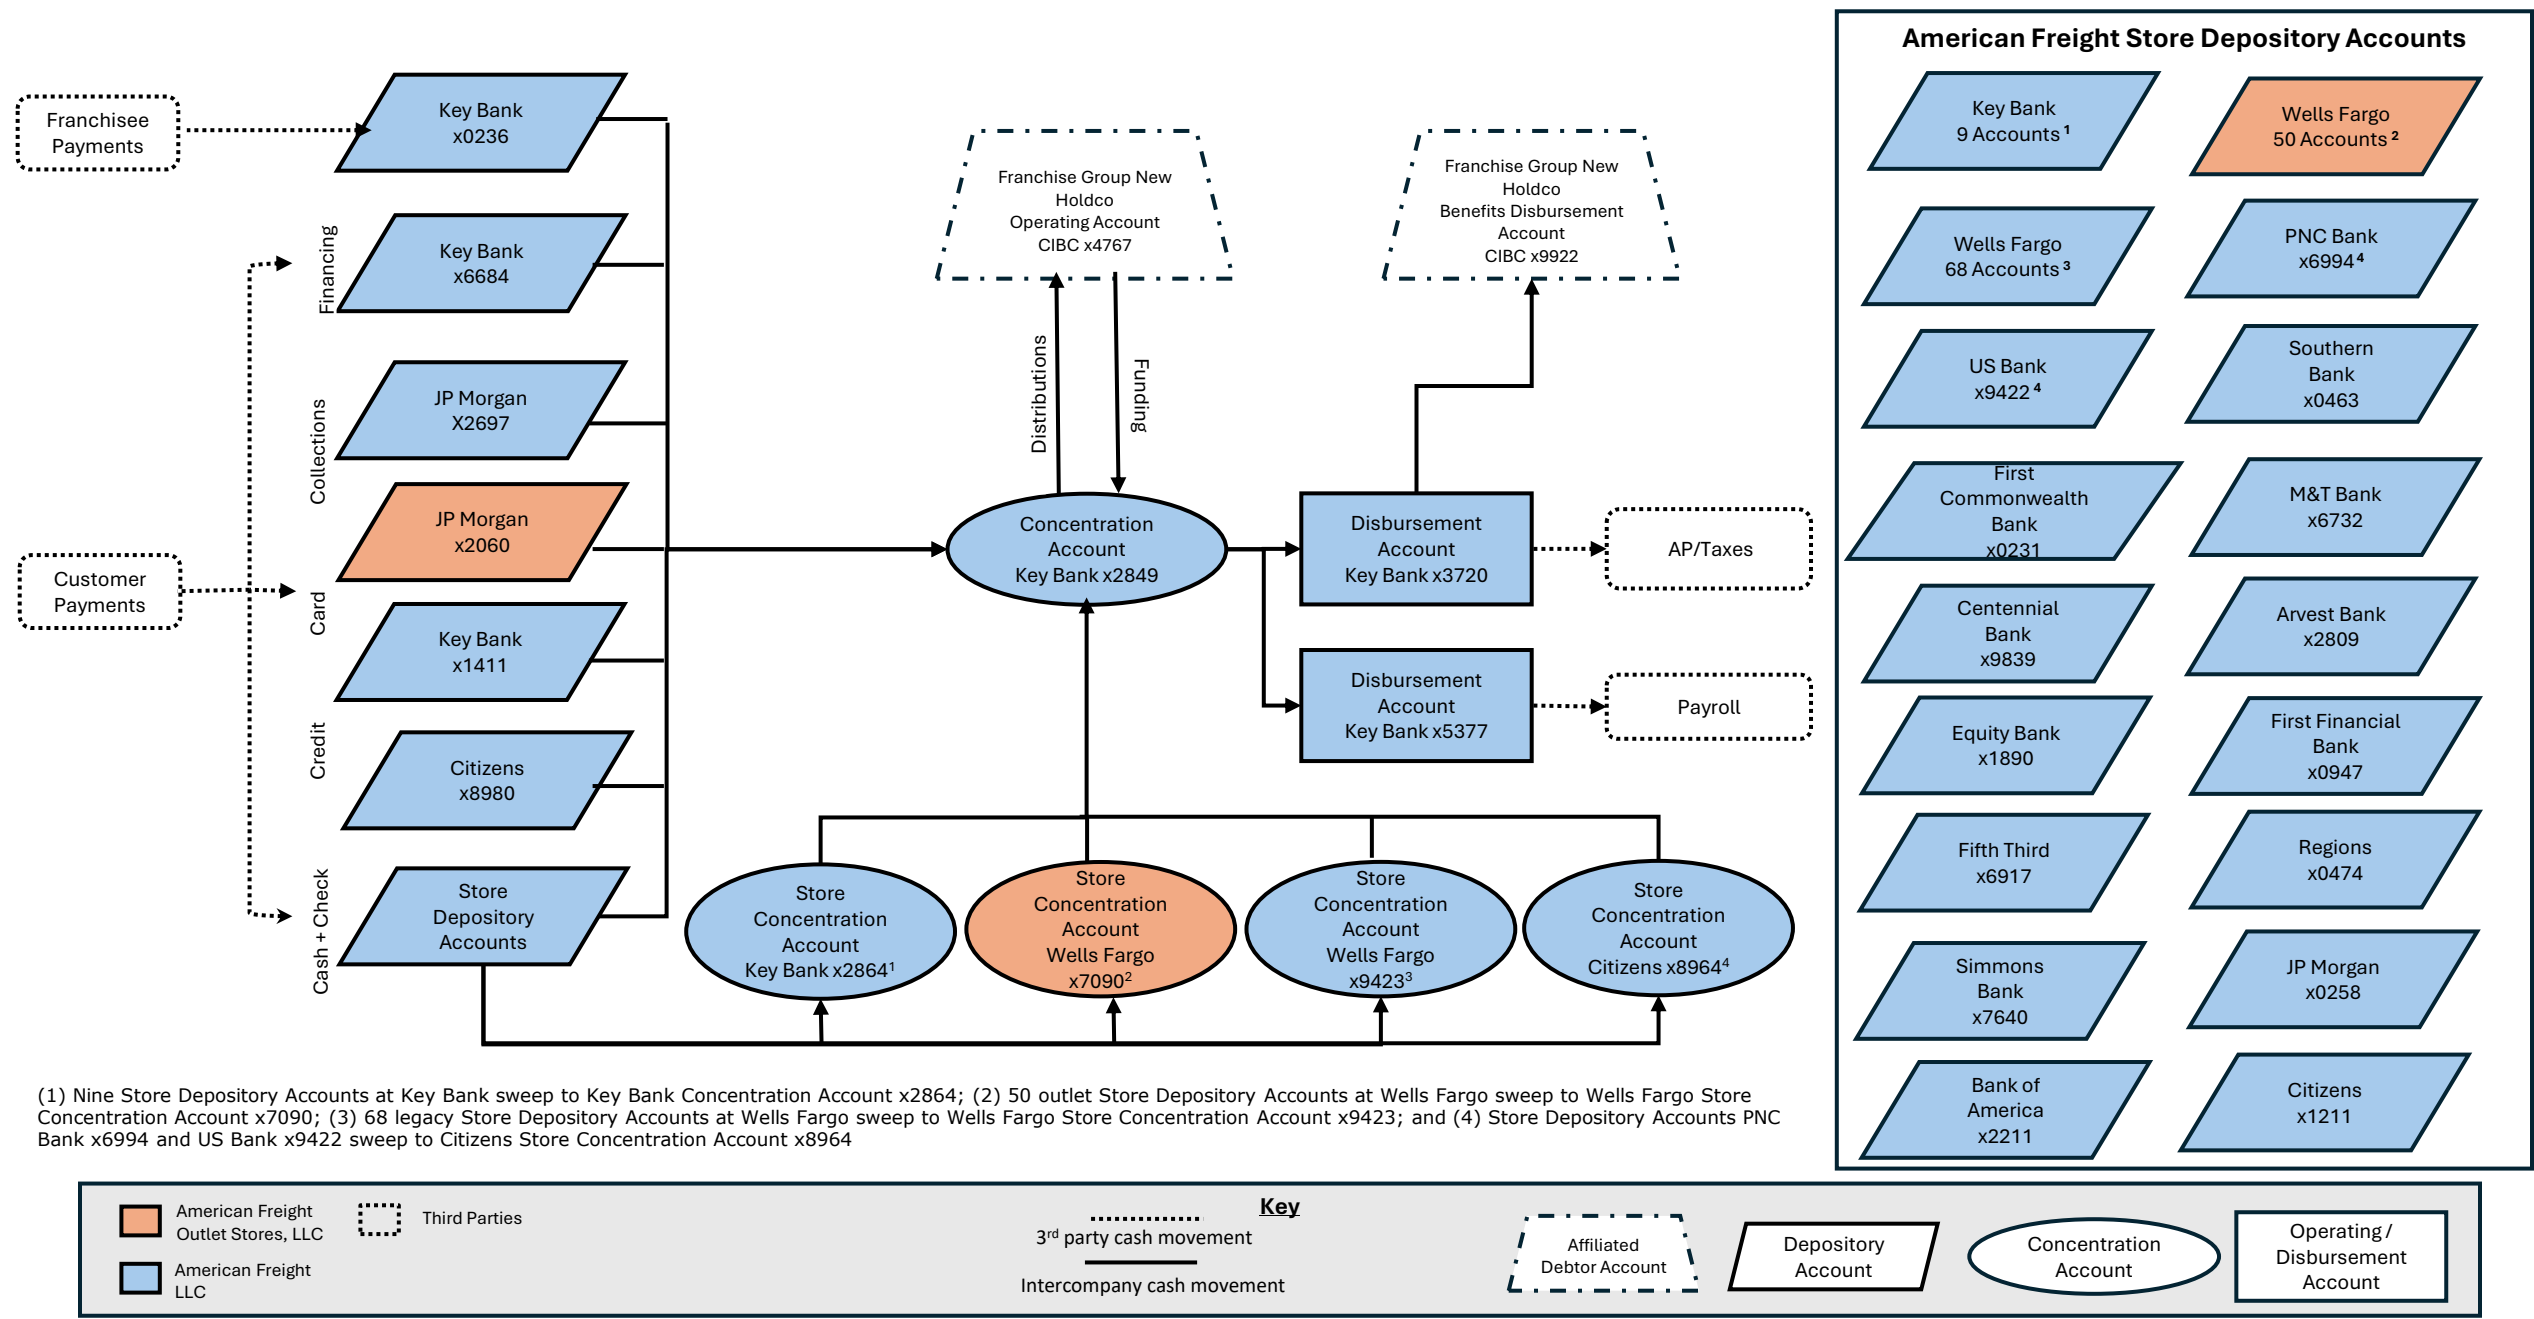 American Freight Store Depository Accounts
Franchisee
Payments
Key Bank
x0236
Financing
Key Bank
x6684
Collections
JP Morgan
X2697
JP Morgan
x2060
Customer
Payments
Card
Key Bank
x1411
Credit
Citizens
x8980
Cash + Check
Store
Depository
Accounts
Franchise Group New
Holdco
Operating Account
CIBC x4767
Franchise Group New
Holdco
Benefits Disbursement
Account
CIBC x9922
Distributions
Funding
Concentration
Account
Key Bank x2849
Disbursement
Account
Key Bank x3720
AP/Taxes
Disbursement
Account
Key Bank x5377
Payroll
Store
Concentration
Account
Key Bank x2864¹
Store
Concentration
Account
Wells Fargo
x7090²
Store
Concentration
Account
Wells Fargo
x9423³
Store
Concentration
Account
Citizens x8964⁴
Key Bank
9 Accounts ¹
Wells Fargo
50 Accounts ²
Wells Fargo
68 Accounts ³
PNC Bank
x6994 ⁴
US Bank
x9422 ⁴
Southern
Bank
x0463
First
Commonwealth
Bank
x0231
M&T Bank
x6732
Centennial
Bank
x9839
Arvest Bank
x2809
Equity Bank
x1890
First Financial
Bank
x0947
Fifth Third
x6917
Regions
x0474
Simmons
Bank
x7640
JP Morgan
x0258
Bank of
America
x2211
Citizens
x1211
(1) Nine Store Depository Accounts at Key Bank sweep to Key Bank Concentration Account x2864; (2) 50 outlet Store Depository Accounts at Wells Fargo sweep to Wells Fargo Store
Concentration Account x7090; (3) 68 legacy Store Depository Accounts at Wells Fargo sweep to Wells Fargo Store Concentration Account x9423; and (4) Store Depository Accounts PNC
Bank x6994 and US Bank x9422 sweep to Citizens Store Concentration Account x8964
Key
American Freight
Outlet Stores, LLC
American Freight
LLC
Third Parties
3rd party cash movement
Intercompany cash movement
Affiliated
Debtor Account
Depository
Account
Concentration
Account
Operating /
Disbursement
Account